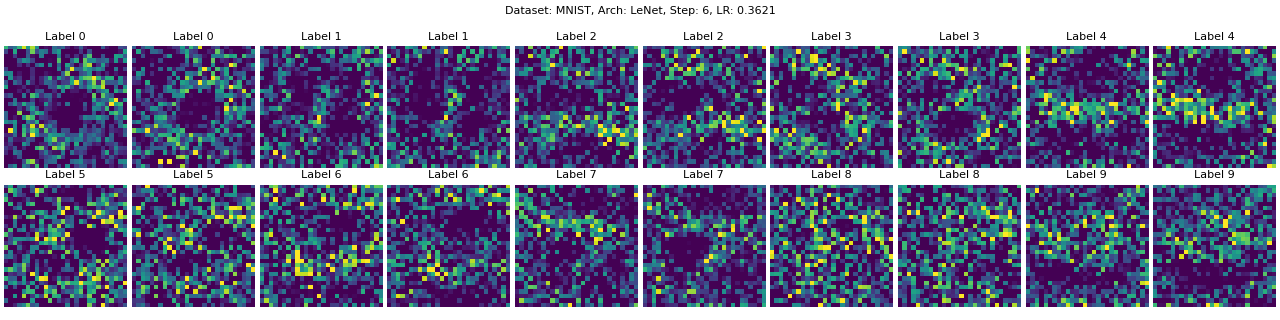 Dataset: MNIST, Arch: LeNet, Step: 6, LR: 0.3621
Label 0 Label 0 Label 1 Label 1 Label 2 Label 2 Label 3 Label 3 Label 4 Label 4
Label 5 Label 5 Label 6 Label 6 Label 7 Label 7 Label 8 Label 8 Label 9 Label 9